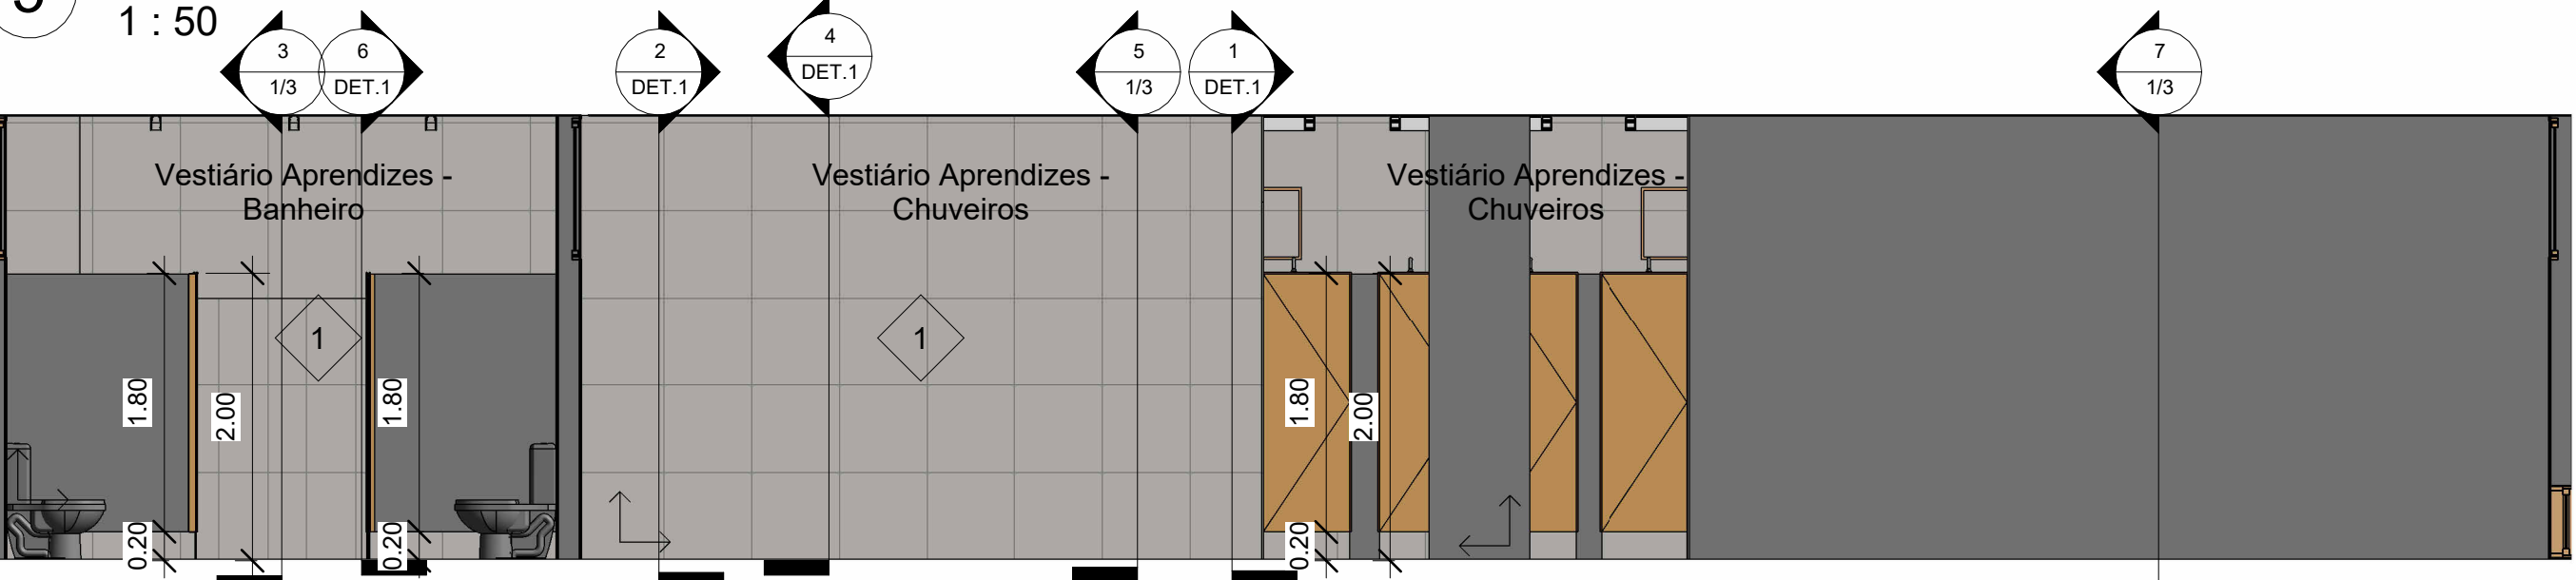 1 : 50
3
1/3
6
DET.1
2
DET.1
4
DET.1
5
1/3
1
DET.1
7
1/3
Vestiário Aprendizes -
Banheiro
Vestiário Aprendizes -
Chuveiros
Vestiário Aprendizes -
Chuveiros
1
1
1.80
2.00
1.80
1.80
2.00
0.20
0.20
0.20